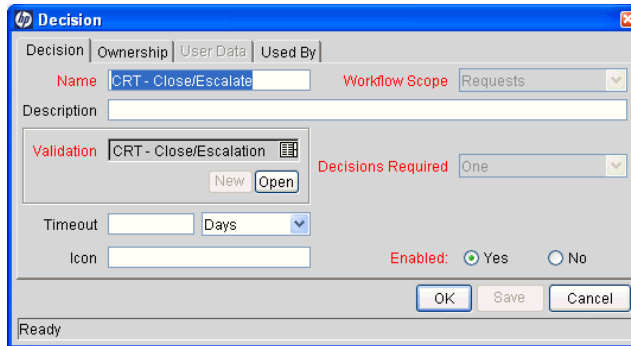 hp Decision
Decision Ownership User Data Used By
Name CRT - Close/Escalate Workflow Scope Requests
Description
Validation CRT - Close/Escalation Decisions Required One
New Open
Timeout Days
Icon Enabled: Yes No
OK Save Cancel
Ready